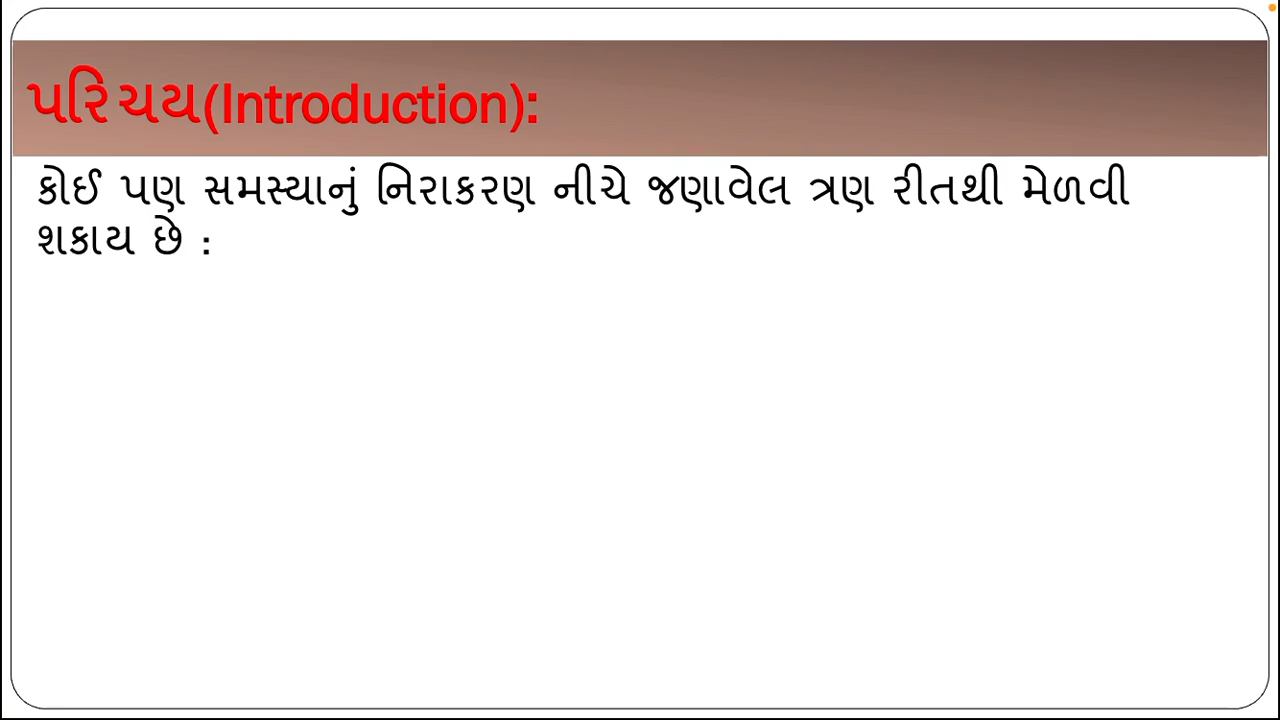 પરિચય(Introduction):
કોઈ પણ સમસ્યાનું નિરાકરણ નીચે જણાવેલ ત્રણ રીતથી મેળવી
શકાય છે :